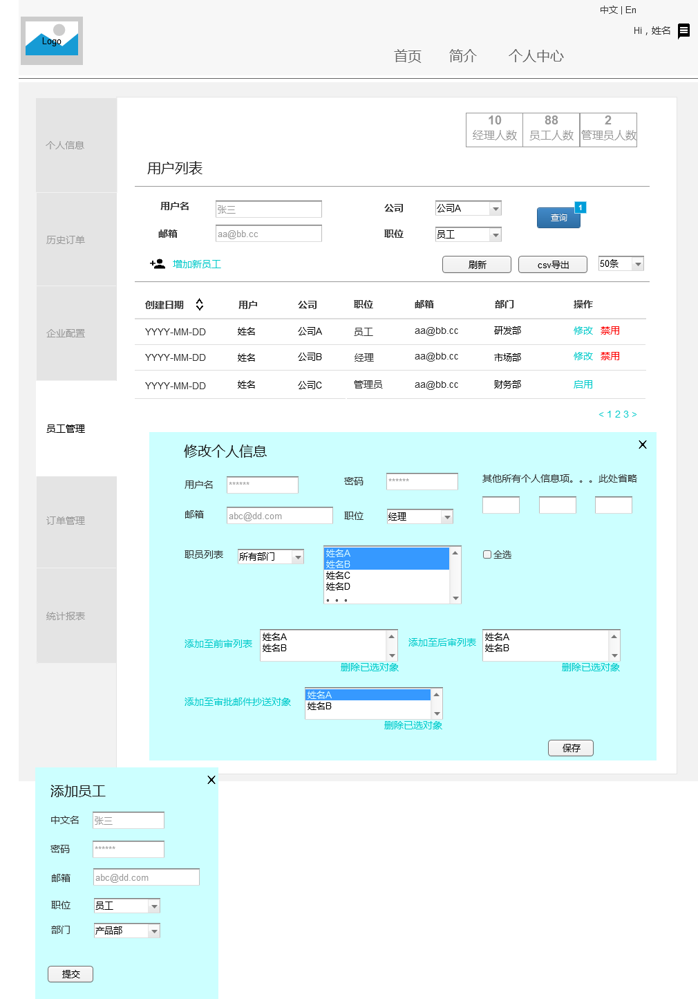 中文 | En
Hi，姓名
Logo
首页 简介 个人中心
10 88 2
经理人数 员工人数 管理员人数
个人信息
历史订单
企业配置
员工管理
订单管理
统计报表
用户列表
用户名 张三 公司 公司A 查询 1
邮箱 aa@bb.cc 职位 员工
增加新员工 刷新 csv导出 50条
创建日期 用户 公司 职位 邮箱 部门 操作
YYYY-MM-DD 姓名 公司A 员工 aa@bb.cc 研发部 修改 禁用
YYYY-MM-DD 姓名 公司B 经理 aa@bb.cc 市场部 修改 禁用
YYYY-MM-DD 姓名 公司C 管理员 aa@bb.cc 财务部 启用
< 1 2 3 >
修改个人信息 X
用户名 ****** 密码 ****** 其他所有个人信息项。。。此处省略
邮箱 abc@dd.com 职位 经理
职员列表 所有部门 姓名A 全选
姓名B
姓名C
姓名D
。。。
添加至前审列表 姓名A
姓名B
删除已选对象
添加至后审列表 姓名A
姓名B
删除已选对象
添加至审批邮件抄送对象 姓名A
姓名B
删除已选对象
保存
添加员工 X
中文名 张三
密码 ******
邮箱 abc@dd.com
职位 员工
部门 产品部
提交